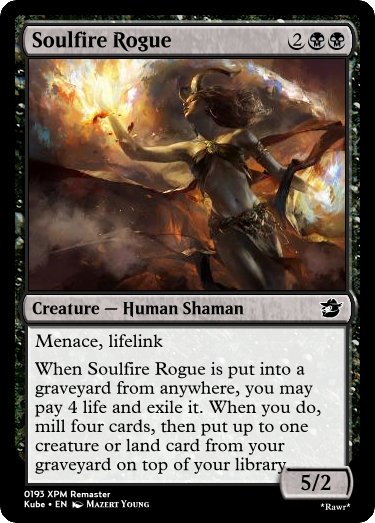 Soulfire Rogue 2
Creature — Human Shaman
Menace, lifelink
When Soulfire Rogue is put into a
graveyard from anywhere, you may
pay 4 life and exile it. When you do,
mill four cards, then put up to one
creature or land card from your
graveyard on top of your library.
5/2
0193 XPM Remaster
Kube • EN Mazert Young
*Rawr*